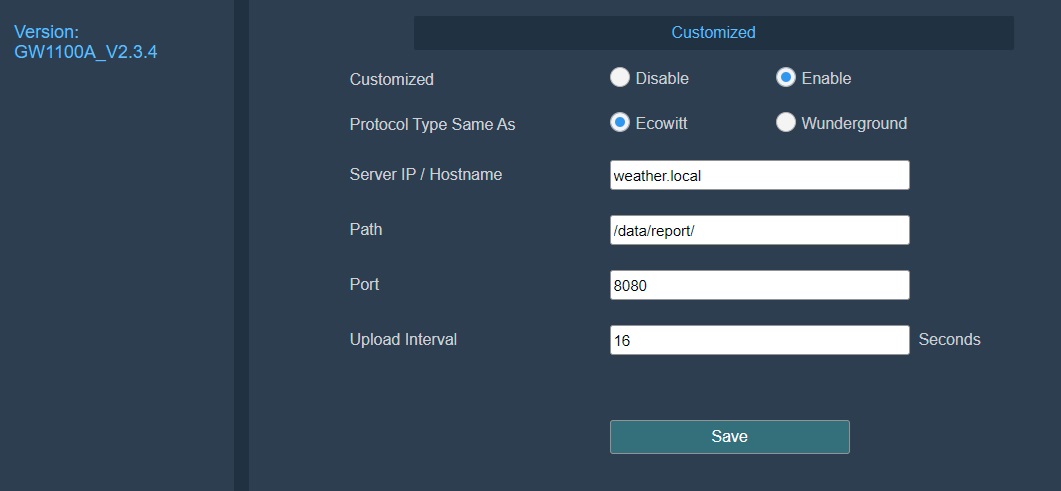 Version:
GW1100A_V2.3.4
Customized
Customized Disable Enable
Protocol Type Same As Ecowitt Wunderground
Server IP / Hostname weather.local
Path /data/report/
Port 8080
Upload Interval 16 Seconds
Save